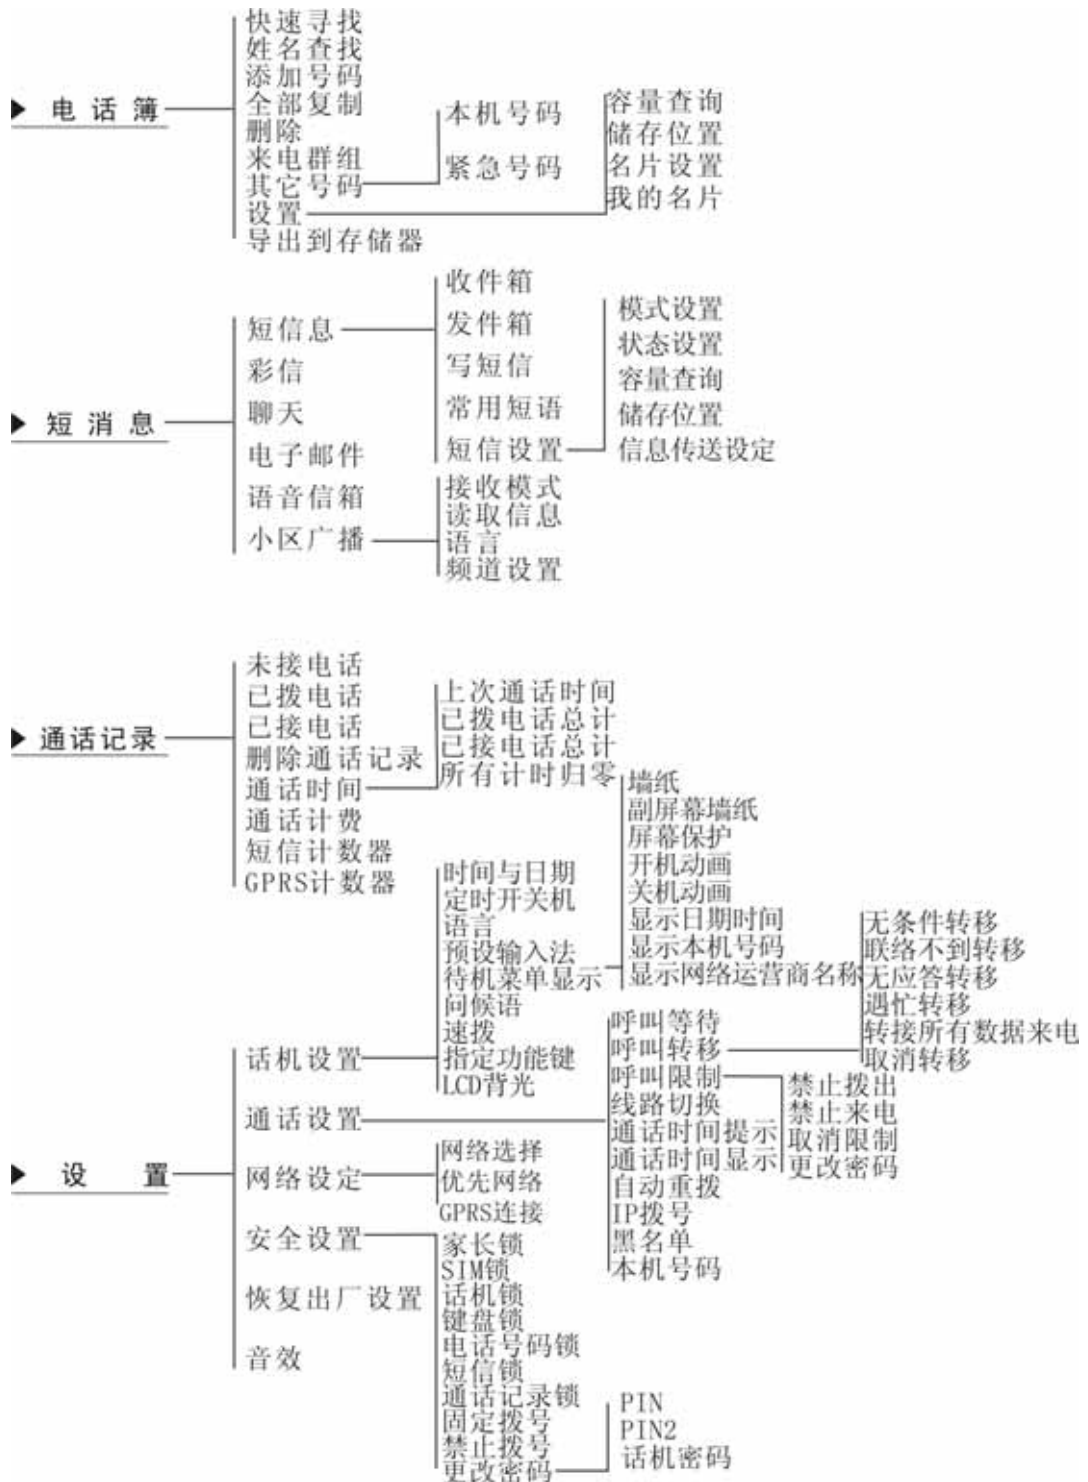 电话簿
快速寻找
姓名查找
添加号码
全部复制
删除
来电群组
其它号码
设置
导出到存储器
本机号码
紧急号码
容量查询
储存位置
名片设置
我的名片
短消息
短信息
彩信
聊天
电子邮件
语音信箱
小区广播
收件箱
发件箱
写短信
常用短语
短信设置
模式设置
状态设置
容量查询
储存位置
信息传送设定
接收模式
读取信息
语言
频道设置
通话记录
未接电话
已拨电话
已接电话
删除通话记录
通话时间
通话计费
短信计数器
GPRS计数器
上次通话时间
已拨电话总计
已接电话总计
所有计时归零
设置
话机设置
通话设置
网络设定
安全设置
恢复出厂设置
音效
时间与日期
定时开关机
语言
预设输入法
待机菜单显示
问候语
速拨
指定功能键
LCD背光
墙纸
副屏幕墙纸
屏幕保护
开机动画
关机动画
显示日期时间
显示本机号码
显示网络运营商名称
呼叫等待
呼叫转移
呼叫限制
线路切换
通话时间提示
通话时间显示
自动重拨
IP拨号
黑名单
本机号码
无条件转移
联络不到转移
无应答转移
遇忙转移
转接所有数据来电
取消转移
禁止拨出
禁止来电
取消限制
更改密码
网络选择
优先网络
GPRS连接
家长锁
SIM锁
话机锁
键盘锁
电话号码锁
短信锁
通话记录锁
固定拨号
禁止拨号
更改密码
PIN
PIN2
话机密码